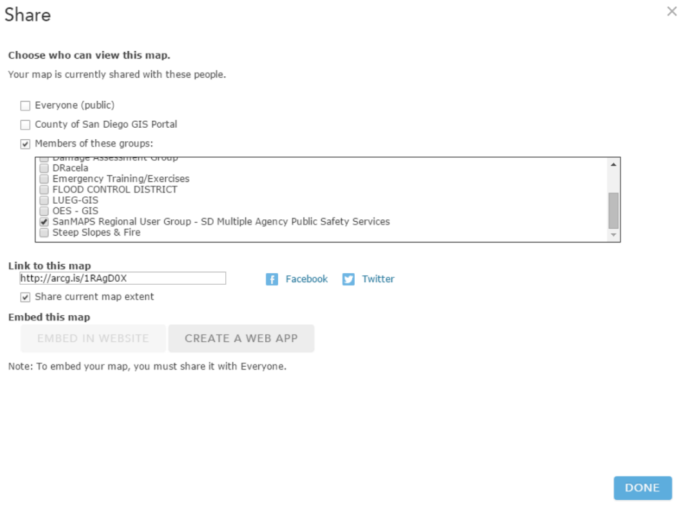 Share
Choose who can view this map.
Your map is currently shared with these people.
Everyone (public)
County of San Diego GIS Portal
Members of these groups:
Damage Assessment Group
DRacela
Emergency Training/Exercises
FLOOD CONTROL DISTRICT
LUEG-GIS
OES - GIS
SanMAPS Regional User Group - SD Multiple Agency Public Safety Services
Steep Slopes & Fire
Link to this map
http://arcg.is/1RAgD0X
Facebook
Twitter
Share current map extent
Embed this map
EMBED IN WEBSITE
CREATE A WEB APP
Note: To embed your map, you must share it with Everyone.
DONE